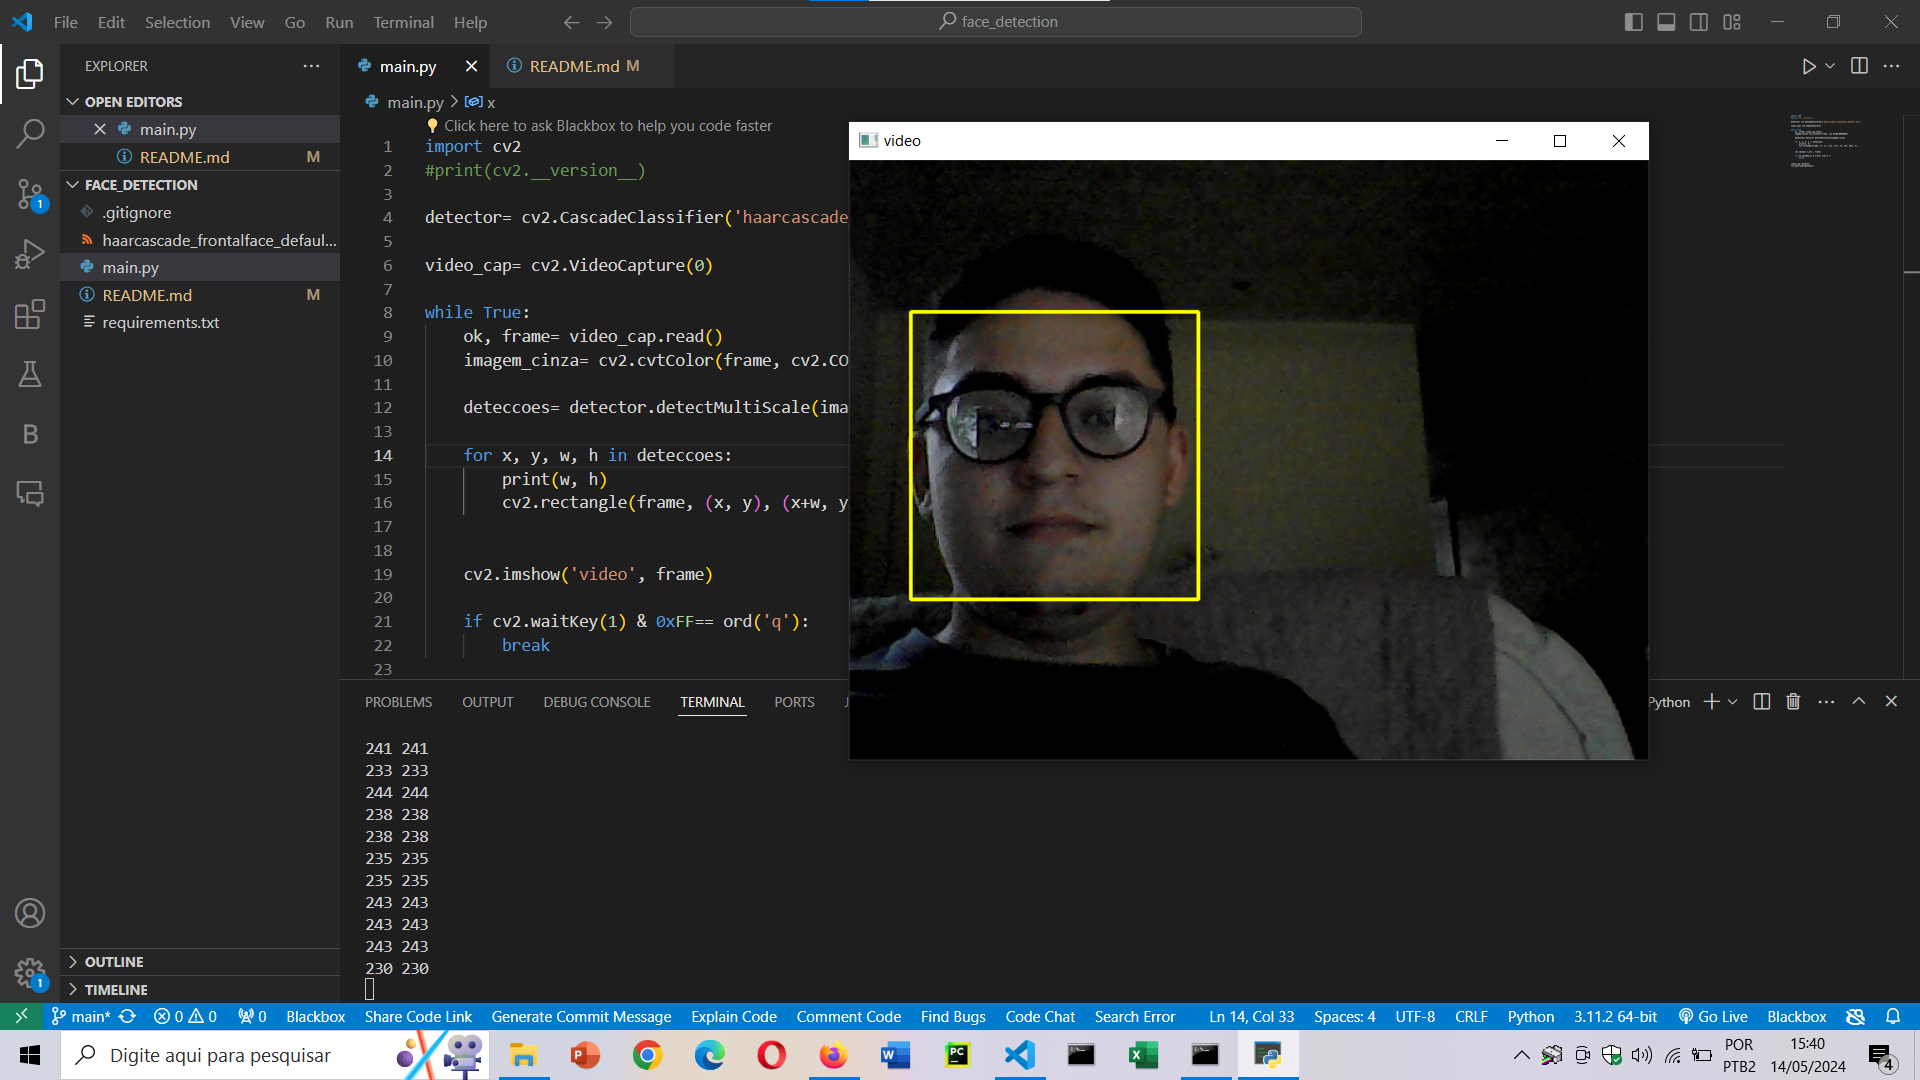 File Edit Selection View Go Run Terminal Help
face_detection
EXPLORER
OPEN EDITORS
main.py
README.md M
FACE_DETECTION
.gitignore
haarcascade_frontalface_defaul...
main.py
README.md M
requirements.txt
OUTLINE
TIMELINE
main.py README.md M
main.py > x
Click here to ask Blackbox to help you code faster
1 import cv2
2 #print(cv2.__version__)
3
4 detector= cv2.CascadeClassifier('haarcascade
5
6 video_cap= cv2.VideoCapture(0)
7
8 while True:
9 ok, frame= video_cap.read()
10 imagem_cinza= cv2.cvtColor(frame, cv2.CO
11
12 deteccoes= detector.detectMultiScale(ima
13
14 for x, y, w, h in deteccoes:
15 print(w, h)
16 cv2.rectangle(frame, (x, y), (x+w, y
17
18
19 cv2.imshow('video', frame)
20
21 if cv2.waitKey(1) & 0xFF== ord('q'):
22 break
23
video
PROBLEMS OUTPUT DEBUG CONSOLE TERMINAL PORTS
Python
241 241
233 233
244 244
238 238
238 238
235 235
235 235
243 243
243 243
243 243
230 230
B
1
1
main* 0 0 0 Blackbox Share Code Link Generate Commit Message Explain Code Comment Code Find Bugs Code Chat Search Error Ln 14, Col 33 Spaces: 4 UTF-8 CRLF Python 3.11.2 64-bit Go Live Blackbox
Digite aqui para pesquisar
POR
PTB2
15:40
14/05/2024
4